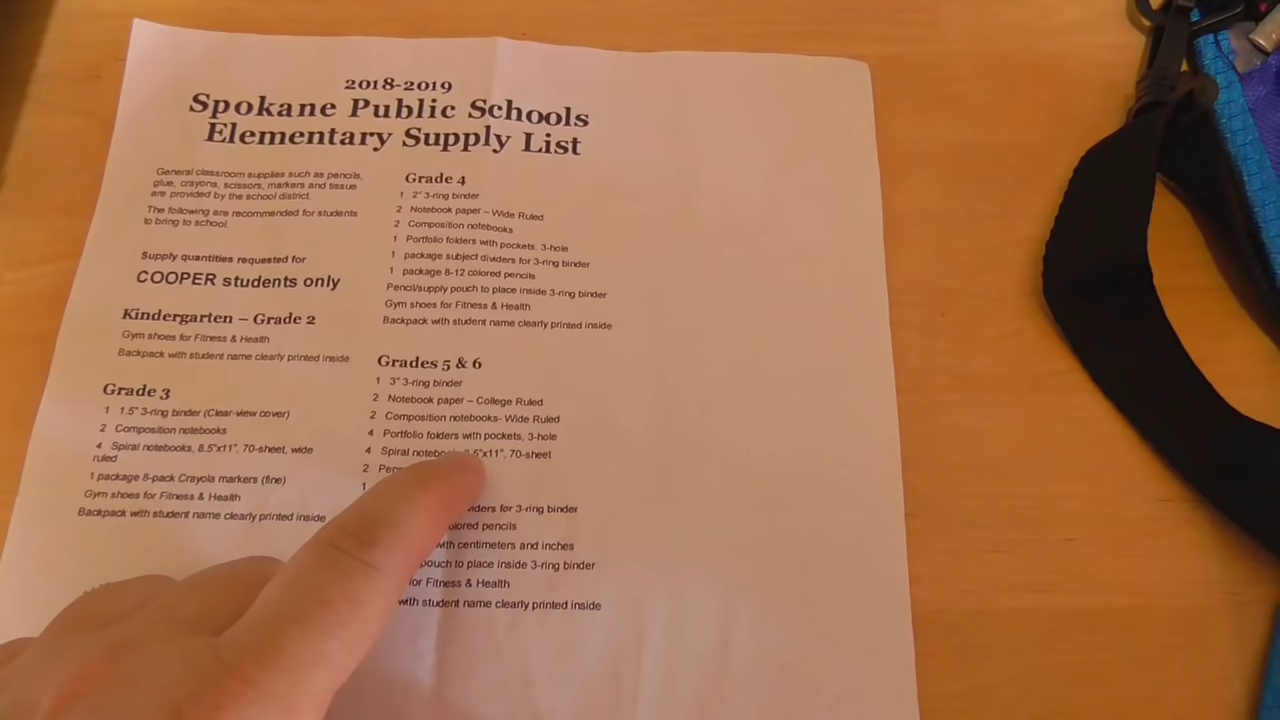 2018-2019
Spokane Public Schools
Elementary Supply List
General classroom supplies such as pencils,
glue, crayons, scissors, markers and tissue
are provided by the school district.
The following are recommended for students
to bring to school.
Supply quantities requested for
COOPER students only
Kindergarten – Grade 2
Gym shoes for Fitness & Health
Backpack with student name clearly printed inside
Grade 3
1 1.5" 3-ring binder (Clear-view cover)
2 Composition notebooks
4 Spiral notebooks, 8.5"x11", 70-sheet, wide
ruled
1 package 8-pack Crayola markers (fine)
Gym shoes for Fitness & Health
Backpack with student name clearly printed inside
Grade 4
1 2" 3-ring binder
2 Notebook paper – Wide Ruled
2 Composition notebooks
1 Portfolio folders with pockets, 3-hole
1 package subject dividers for 3-ring binder
1 package 8-12 colored pencils
Pencil/supply pouch to place inside 3-ring binder
Gym shoes for Fitness & Health
Backpack with student name clearly printed inside
Grades 5 & 6
1 3" 3-ring binder
2 Notebook paper – College Ruled
2 Composition notebooks- Wide Ruled
4 Portfolio folders with pockets, 3-hole
4 Spiral 70-sheet
2
1
for 3-ring binder
pencils
with centimeters and inches
pouch to place inside 3-ring binder
for Fitness & Health
with student name clearly printed inside